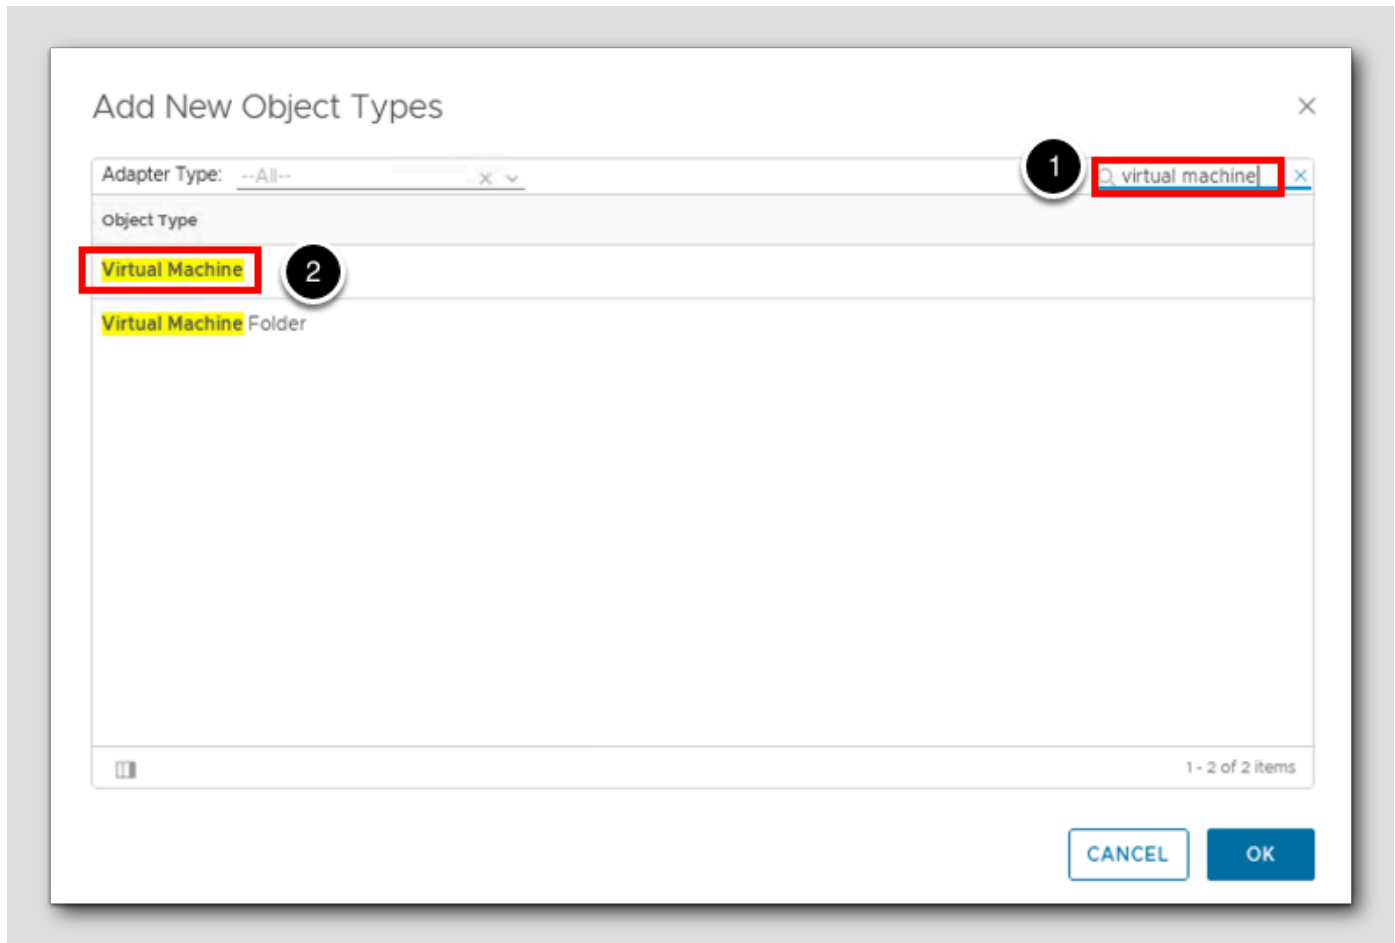 Add New Object Types
Adapter Type: --All--
1
virtual machine
Object Type
Virtual Machine
2
Virtual Machine Folder
1 - 2 of 2 items
CANCEL
OK